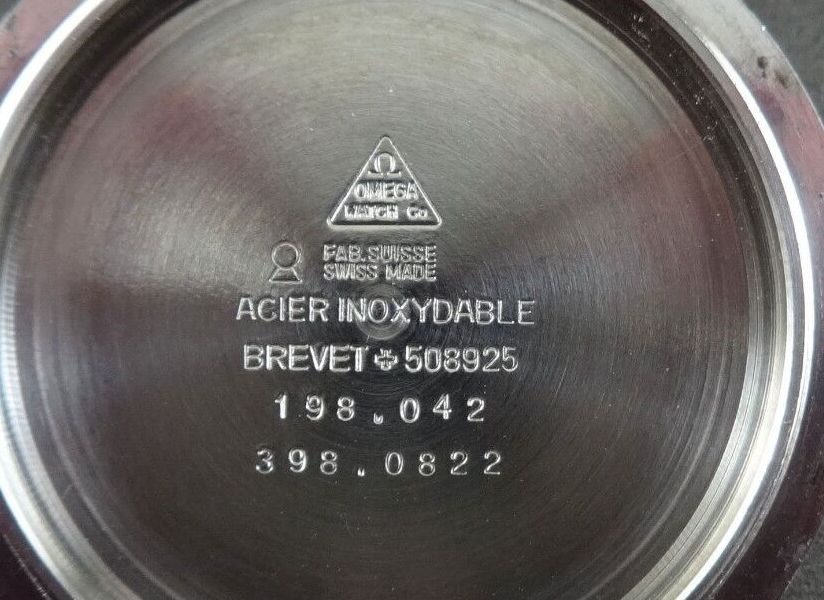 Ω
OMEGA
WATCH Co
FAB. SUISSE
SWISS MADE
ACIER INOXYDABLE
BREVET ✚ 508925
198.042
398.0822